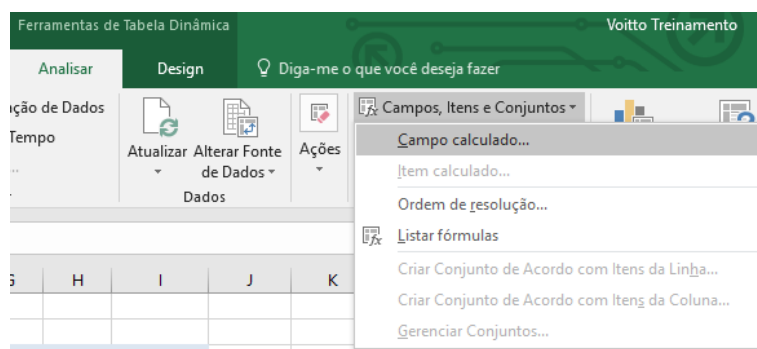 Ferramentas de Tabela Dinâmica
Voitto Treinamento
Analisar
Design
Diga-me o que você deseja fazer
ação de Dados
Tempo
...
Atualizar
Alterar Fonte
de Dados
Dados
Ações
Campos, Itens e Conjuntos
Campo calculado...
Item calculado...
Ordem de resolução...
Listar fórmulas
Criar Conjunto de Acordo com Itens da Linha...
Criar Conjunto de Acordo com Itens da Coluna...
Gerenciar Conjuntos...
H I J K